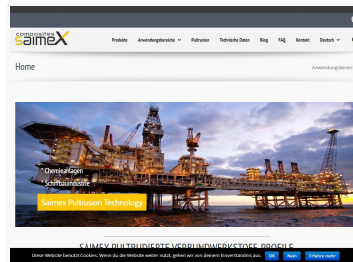 composites
saimeX
Produkte Anwendungsbereiche Pultrusion Technische Daten Blog FAQ Kontakt Deutsch
Home
Anwendungsbereic
* Chemieanlagen
* Schiffbauindustrie
Saimex Pultrusion Technology
SAIMEX PULTRUDIERTE VERBUNDWERKSTOFF PROFILE
Diese Website benutzt Cookies. Wenn du die Website weiter nutzt, gehen wir von deinem Einverständnis aus. OK Nein Erfahre mehr